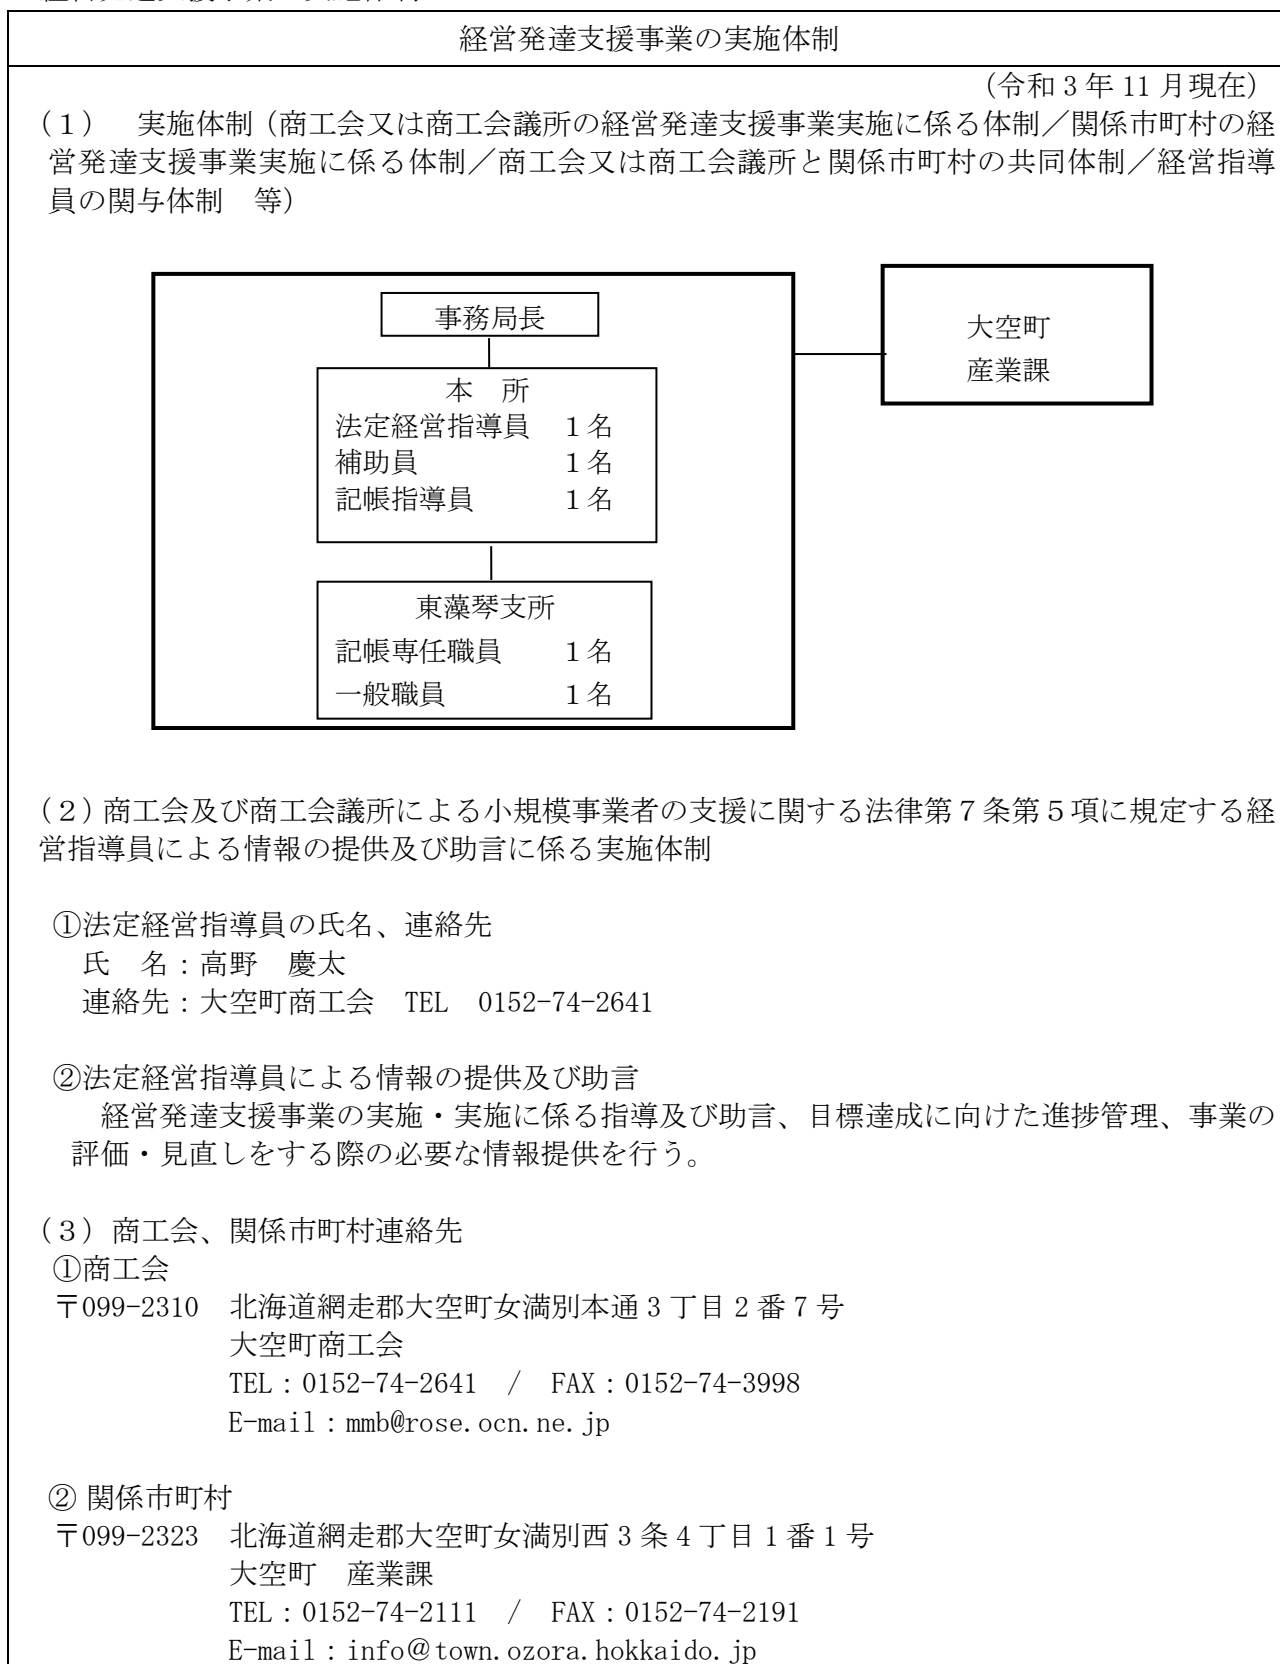 経営発達支援事業の実施体制
（令和 3 年 11 月現在）
（１）　実施体制（商工会又は商工会議所の経営発達支援事業実施に係る体制／関係市町村の経
営発達支援事業実施に係る体制／商工会又は商工会議所と関係市町村の共同体制／経営指導
員の関与体制　等）
事務局長
本　所
法定経営指導員　１名
補助員　１名
記帳指導員　１名
東藻琴支所
記帳専任職員　１名
一般職員　１名
大空町
産業課
（２）商工会及び商工会議所による小規模事業者の支援に関する法律第７条第５項に規定する経
営指導員による情報の提供及び助言に係る実施体制
①法定経営指導員の氏名、連絡先
氏　名：高野　慶太
連絡先：大空町商工会　TEL　0152-74-2641
②法定経営指導員による情報の提供及び助言
経営発達支援事業の実施・実施に係る指導及び助言、目標達成に向けた進捗管理、事業の
評価・見直しをする際の必要な情報提供を行う。
（３）商工会、関係市町村連絡先
①商工会
〒099-2310　北海道網走郡大空町女満別本通 3 丁目 2 番 7 号
大空町商工会
TEL：0152-74-2641　/　FAX：0152-74-3998
E-mail：mmb@rose.ocn.ne.jp
② 関係市町村
〒099-2323　北海道網走郡大空町女満別西 3 条 4 丁目 1 番 1 号
大空町　産業課
TEL：0152-74-2111　/　FAX：0152-74-2191
E-mail：info＠town.ozora.hokkaido.jp